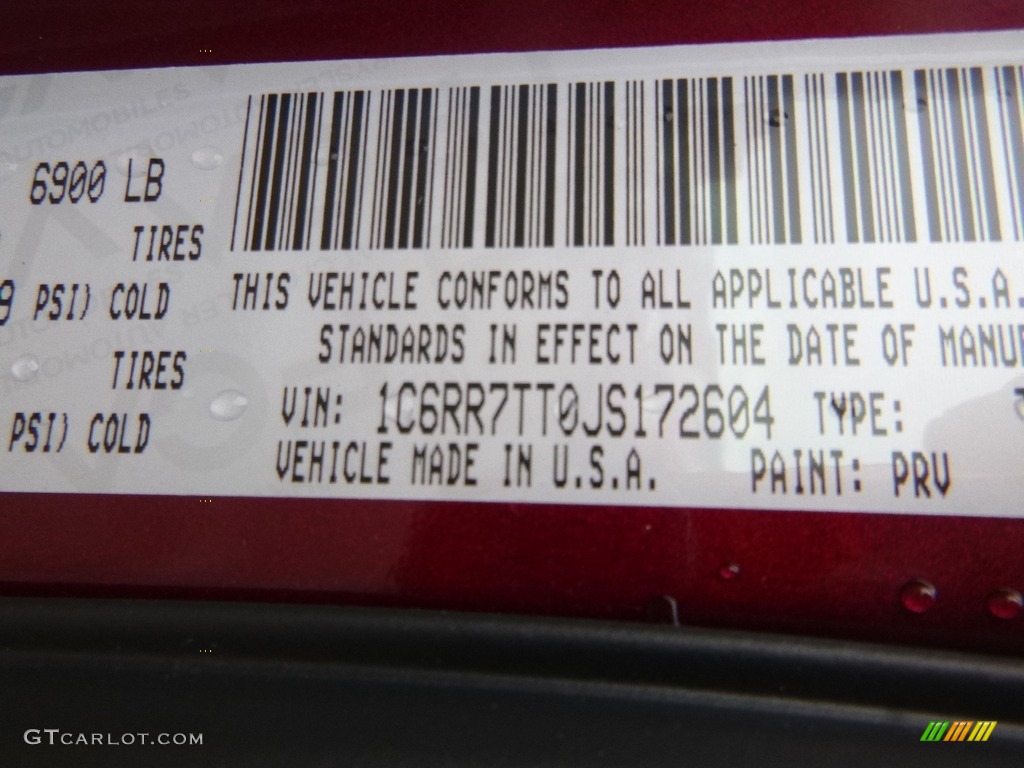 6900 LB
TIRES
PSI) COLD
TIRES
PSI) COLD
THIS VEHICLE CONFORMS TO ALL APPLICABLE U.S.A.
STANDARDS IN EFFECT ON THE DATE OF MANU
VIN: 1C6RR7TT0JS172604 TYPE:
VEHICLE MADE IN U.S.A. PAINT: PRV
GTCARLOT.COM